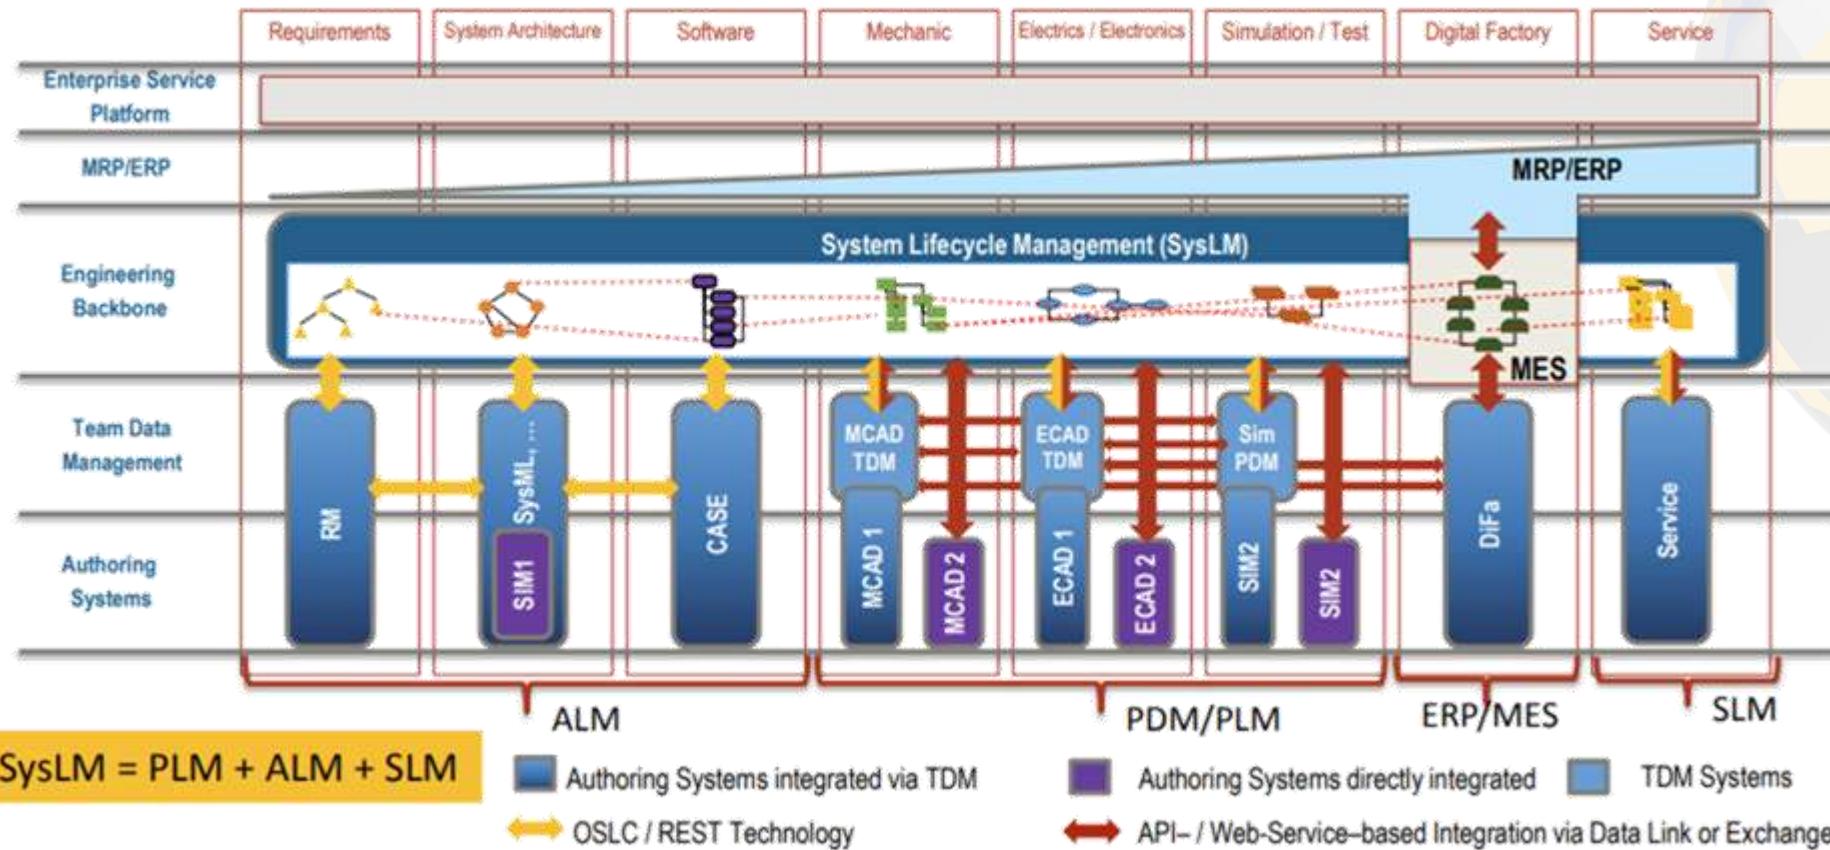 Requirements
System Architecture
Software
Mechanic
Electrics / Electronics
Simulation / Test
Digital Factory
Service
Enterprise Service
Platform
MRP/ERP
MRP/ERP
Engineering
Backbone
System Lifecycle Management (SysLM)
MES
Team Data
Management
MCAD
TDM
ECAD
TDM
Sim
PDM
Authoring
Systems
RM
SysML, ...
SIM1
CASE
MCAD 1
MCAD 2
ECAD 1
ECAD 2
SIM2
SIM2
DiFa
Service
ALM
PDM/PLM
ERP/MES
SLM
SysLM = PLM + ALM + SLM
Authoring Systems integrated via TDM
Authoring Systems directly integrated
TDM Systems
OSLC / REST Technology
API– / Web-Service–based Integration via Data Link or Exchange